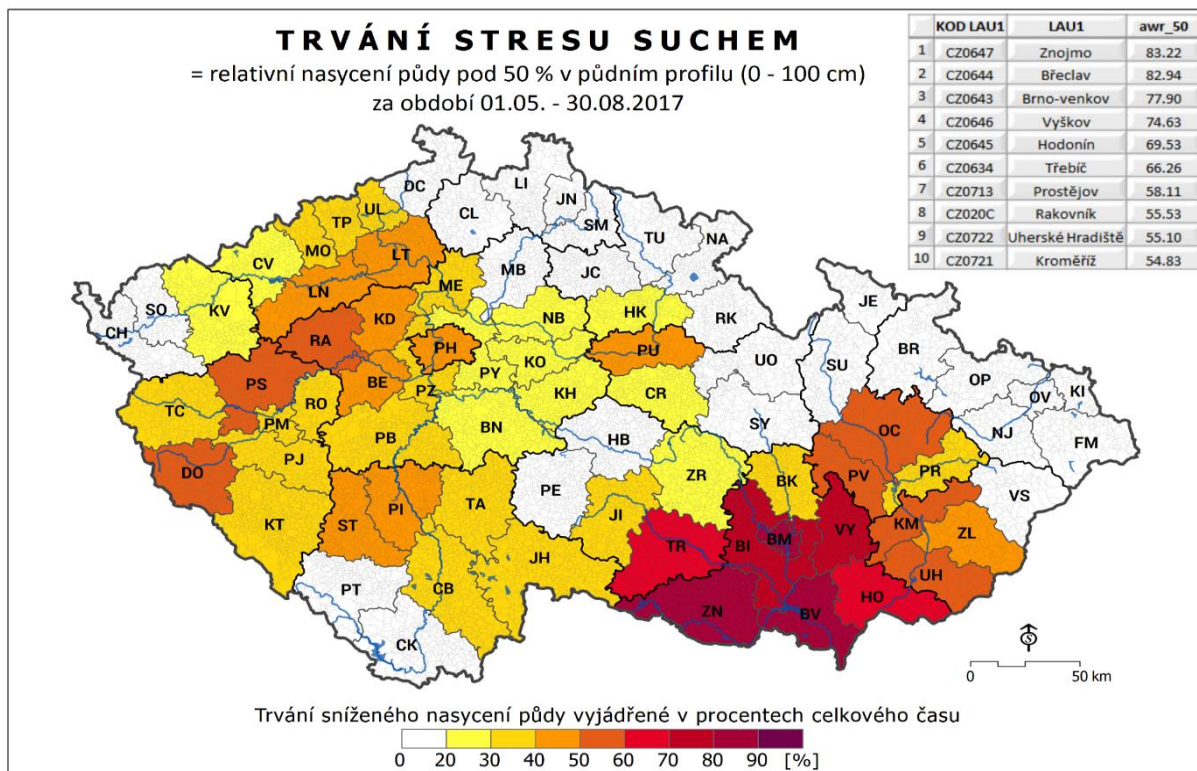 TRVÁNÍ STRESU SUCHEM
= relativní nasycení půdy pod 50 % v půdním profilu (0 - 100 cm)
za období 01.05. - 30.08.2017
KOD LAU1 LAU1 awr_50
1 CZ0647 Znojmo 83.22
2 CZ0644 Břeclav 82.94
3 CZ0643 Brno-venkov 77.90
4 CZ0646 Vyškov 74.63
5 CZ0645 Hodonín 69.53
6 CZ0634 Třebíč 66.26
7 CZ0713 Prostějov 58.11
8 CZ020C Rakovník 55.53
9 CZ0722 Uherské Hradiště 55.10
10 CZ0721 Kroměříž 54.83
DC LI JN
UL CL SM
TP TU NA
MO LT MB JC
CV ME
SO KV LN NB HK JE
CH RA KD PH RK
PU SU BR
PS BE PY KO UO OP KI
TC RO PZ KH CR OV
PM BN SY OC NJ FM
PB HB
DO PJ ZR PR
PE BK PV VS
KT ST PI TA JI KM ZL
TR BI BM VY
JH UH
PT CB HO
ZN BV
CK
S
0 50 km
Trvání sníženého nasycení půdy vyjádřené v procentech celkového času
0 20 30 40 50 60 70 80 90 [%]